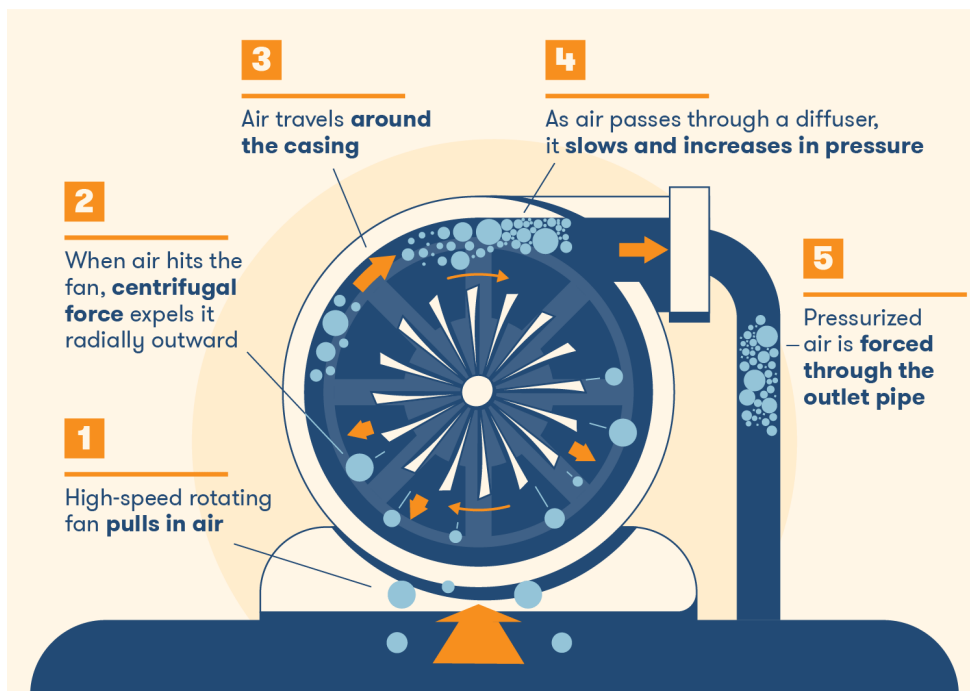 3
Air travels around
the casing
4
As air passes through a diffuser,
it slows and increases in pressure
2
When air hits the
fan, centrifugal
force expels it
radially outward
5
Pressurized
air is forced
through the
outlet pipe
1
High-speed rotating
fan pulls in air